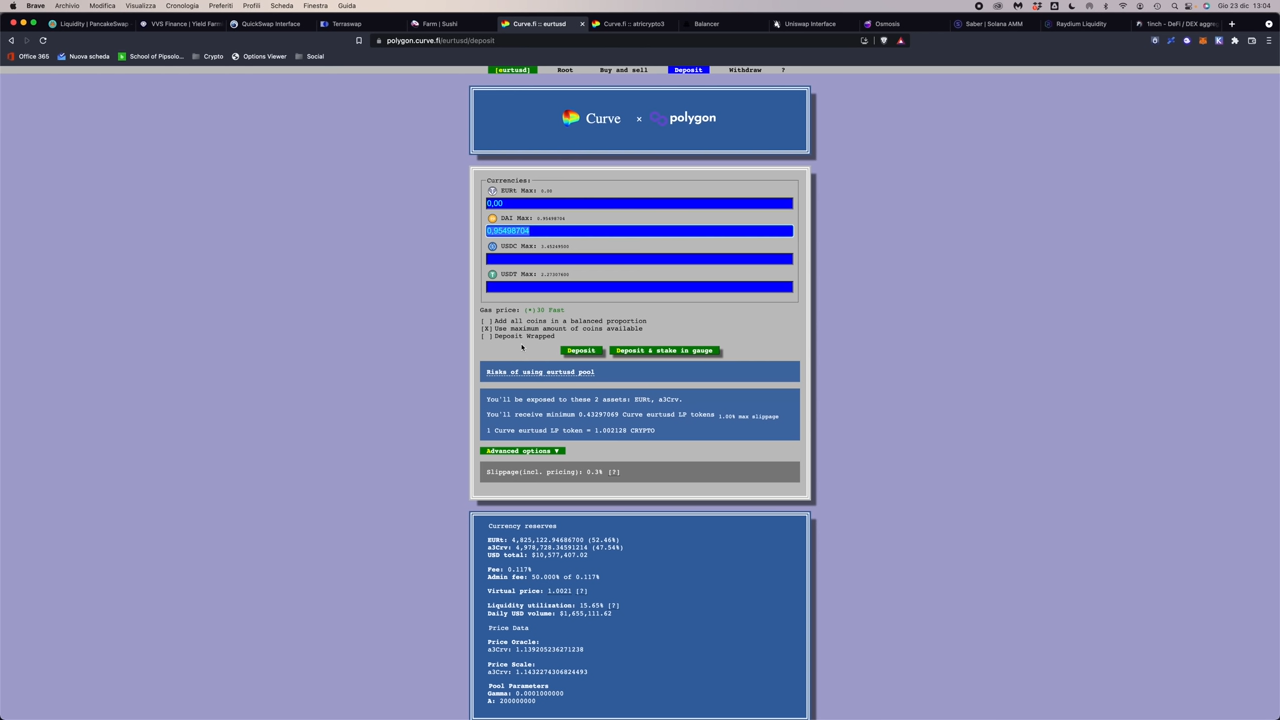 Brave Archivio Modifica Visualizza Cronologia Preferiti Profili Scheda Finestra Guida
Gio 23 dic 13:04
Liquidity | PancakeSwap
VVS Finance | Yield Farm
QuickSwap Interface
Terraswap
Farm | Sushi
Curve.fi :: eurtusd
Curve.fi :: atricrypto3
Balancer
Uniswap Interface
Osmosis
Saber | Solana AMM
Raydium Liquidity
1inch - DeFi / DEX aggre
polygon.curve.fi/eurtusd/deposit
Office 365 Nuova scheda School of Pipsolo... Crypto Options Viewer Social
[eurtusd] Root Buy and sell Deposit Withdraw ?
Curve × polygon
Currencies:
EURt Max: 0,00
0,00
DAI Max: 0,95498704
0,95498704
USDC Max:
USDT Max:
Gas price: (•)30 Fast
[ ] Add all coins in a balanced proportion
[X] Use maximum amount of coins available
[ ] Deposit Wrapped
Deposit Deposit & stake in gauge
Risks of using eurtusd pool
You'll be exposed to these 2 assets: EURt, a3Crv.
You'll receive minimum 0.43297069 Curve eurtusd LP tokens 1.00% max slippage
1 Curve eurtusd LP token = 1.002128 CRYPTO
Advanced options ▼
Slippage(incl. pricing): 0.3% [?]
Currency reserves
EURt: 4,825,122.94686700 (52.46%)
a3Crv: 4,978,728.34591214 (47.54%)
USD total: $10,577,407.02
Fee: 0.117%
Admin fee: 50.000% of 0.117%
Virtual price: 1.0021 [?]
Liquidity utilization: 15.65% [?]
Daily USD volume: $1,655,111.62
Price Data
Price Oracle:
a3Crv: 1.139205236271238
Price Scale:
a3Crv: 1.1432274306824493
Pool Parameters
Gamma: 0.0001000000
A: 200000000